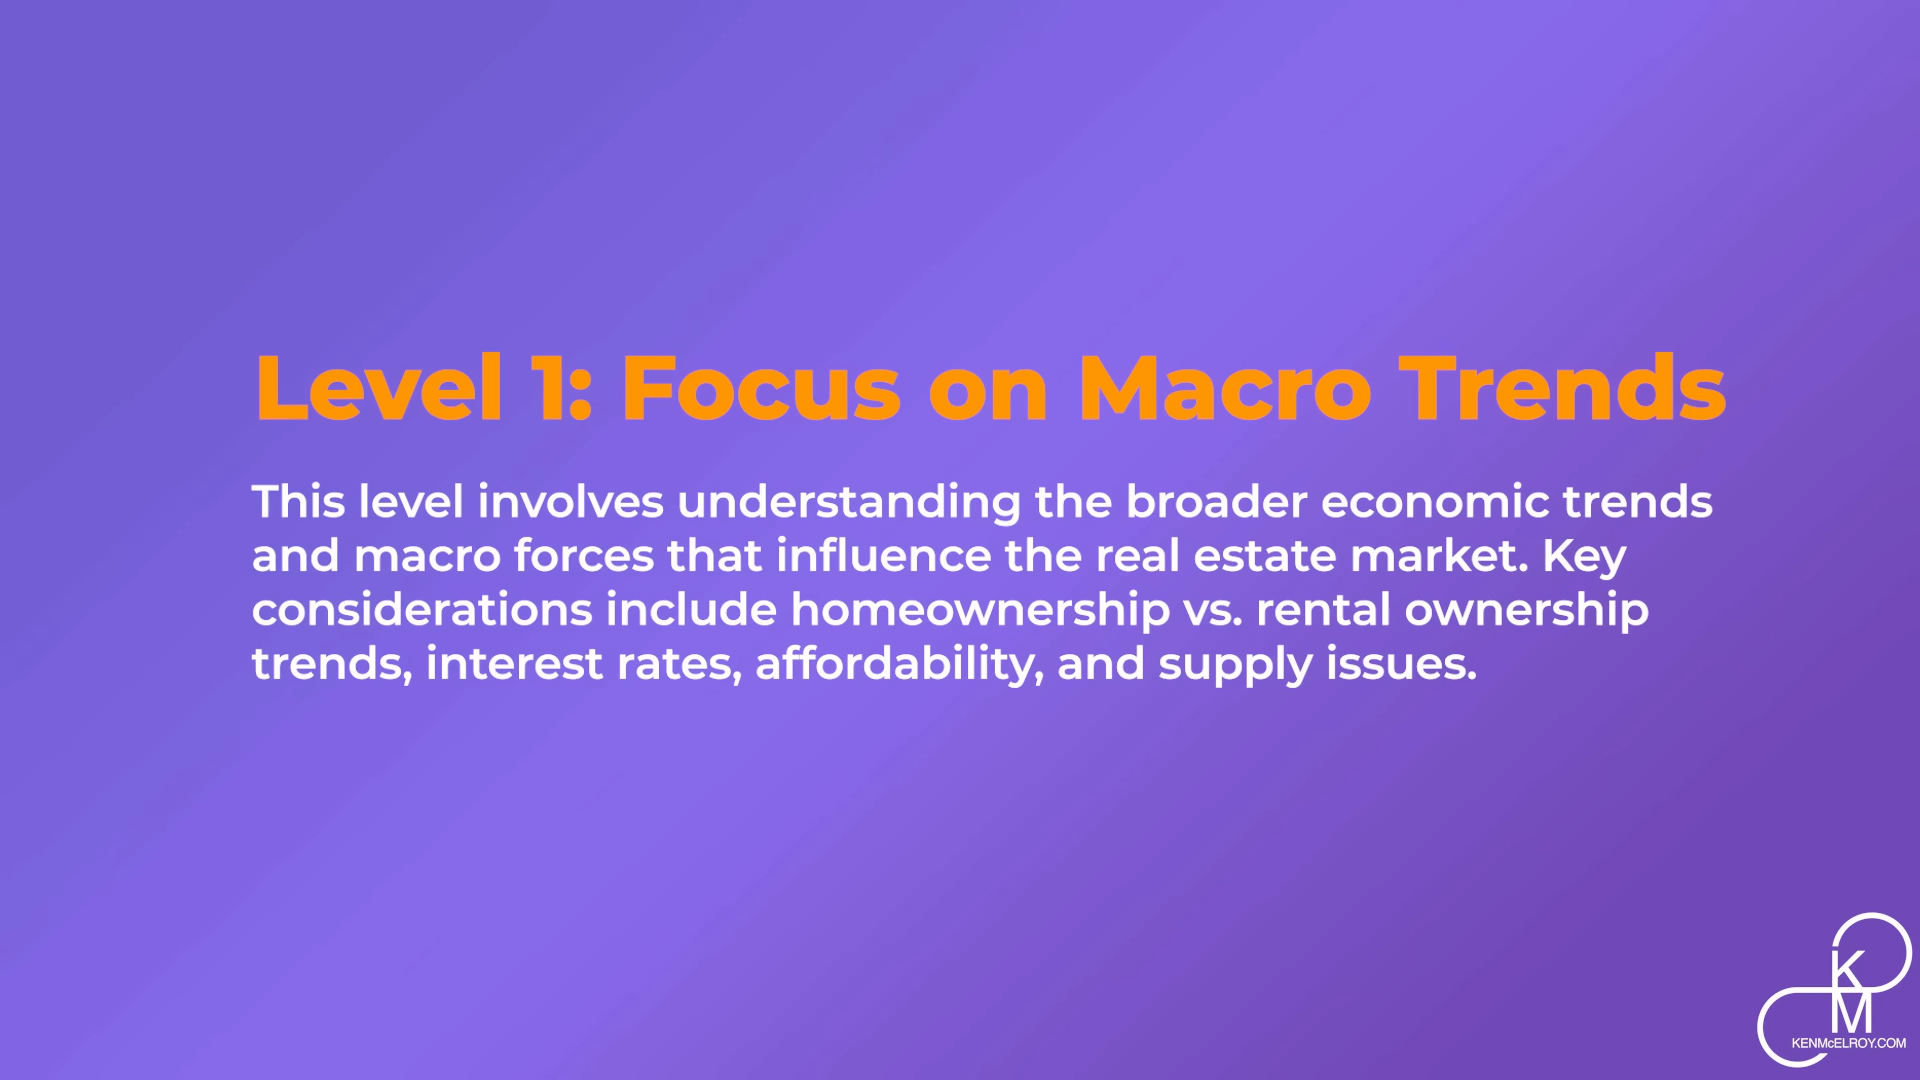 Level 1: Focus on Macro Trends
This level involves understanding the broader economic trends
and macro forces that influence the real estate market. Key
considerations include homeownership vs. rental ownership
trends, interest rates, affordability, and supply issues.
K
M
KENMcELROY.COM